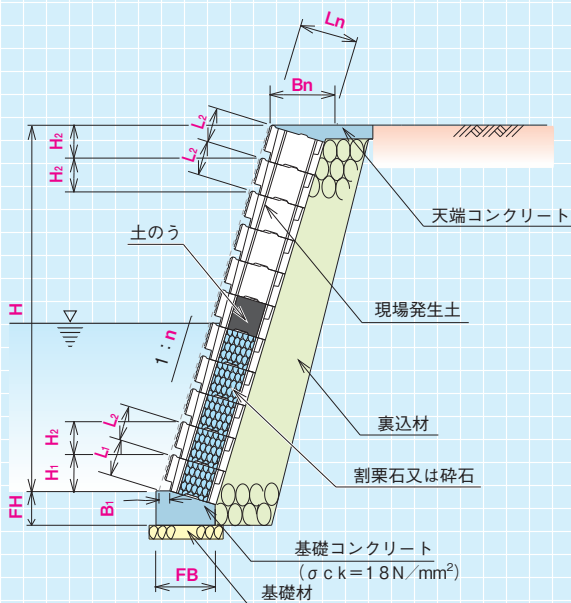 Ln
Bn
L2
H2
L2
H2
天端コンクリート
土のう
現場発生土
H
1:n
裏込材
L2
H2
L1
H1
割栗石又は砕石
B1
FH
基礎コンクリート
(σck=18N/mm²)
FB
基礎材